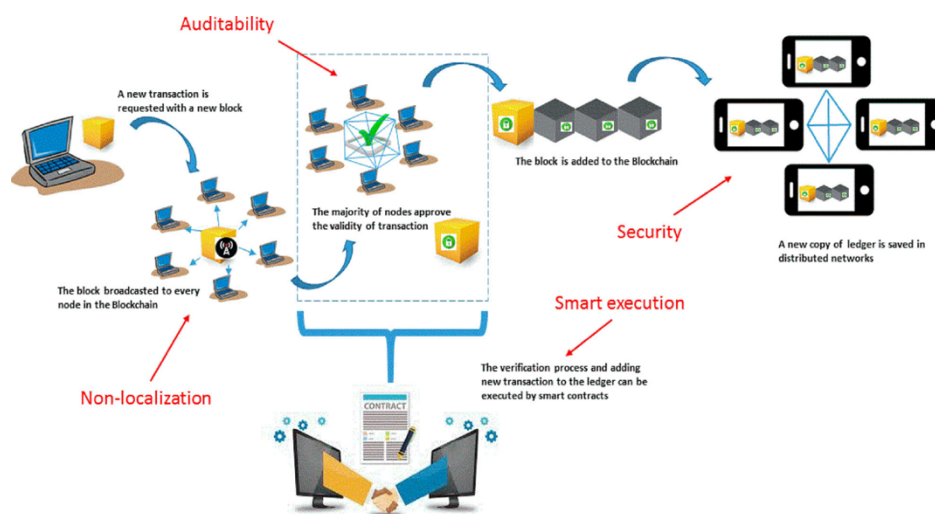 Auditability
A new transaction is
requested with a new block
The block is added to the Blockchain
The majority of nodes approve
the validity of transaction
Security
A new copy of ledger is saved in
distributed networks
The block broadcasted to every
node in the Blockchain
Smart execution
The verification process and adding
new transaction to the ledger can be
executed by smart contracts
Non-localization
CONTRACT